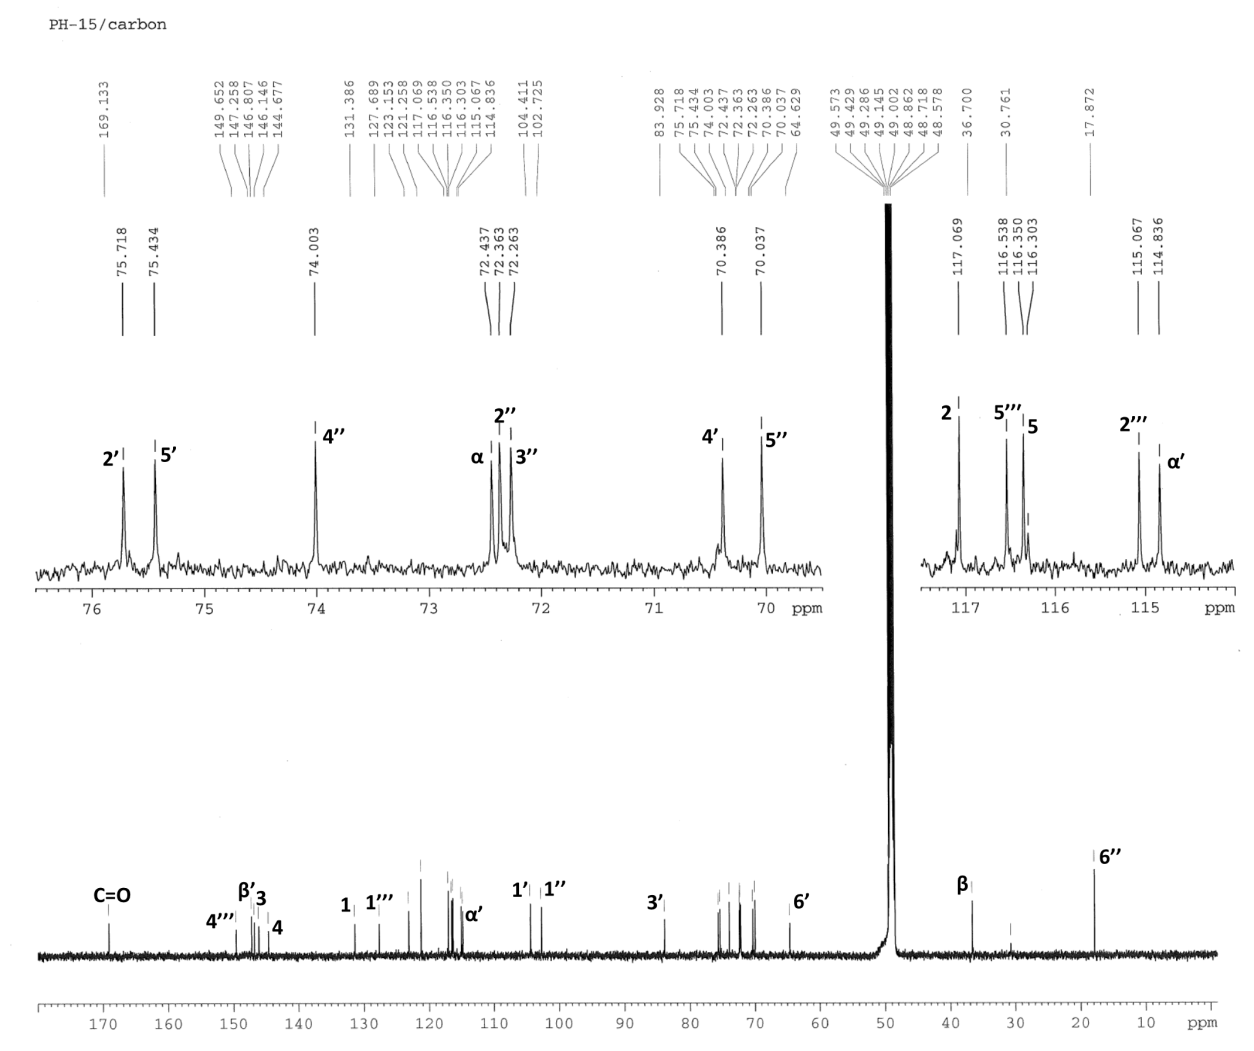 PH-15/carbon
169.133 149.652 147.258 146.807 146.146 144.677 131.386 127.689 123.153 121.258 117.069 116.538 116.350 116.303 115.067 114.836 104.411 102.725 83.928 75.718 75.434 74.003 72.437 72.363 72.263 70.386 70.037 64.629 49.573 49.429 49.286 49.145 49.002 48.862 48.718 48.578 36.700 30.761 17.872
75.718 75.434 74.003 72.437 72.363 72.263 70.386 70.037 117.069 116.538 116.350 116.303 115.067 114.836
2' 5' 4'' α 2'' 3'' 4' 5'' 2 5''' 5 2''' α'
76 75 74 73 72 71 70 ppm 117 116 115 ppm
C=O 4''' β' 3 4 1 1''' α' 1' 1'' 3' 6' β 6''
170 160 150 140 130 120 110 100 90 80 70 60 50 40 30 20 10 ppm